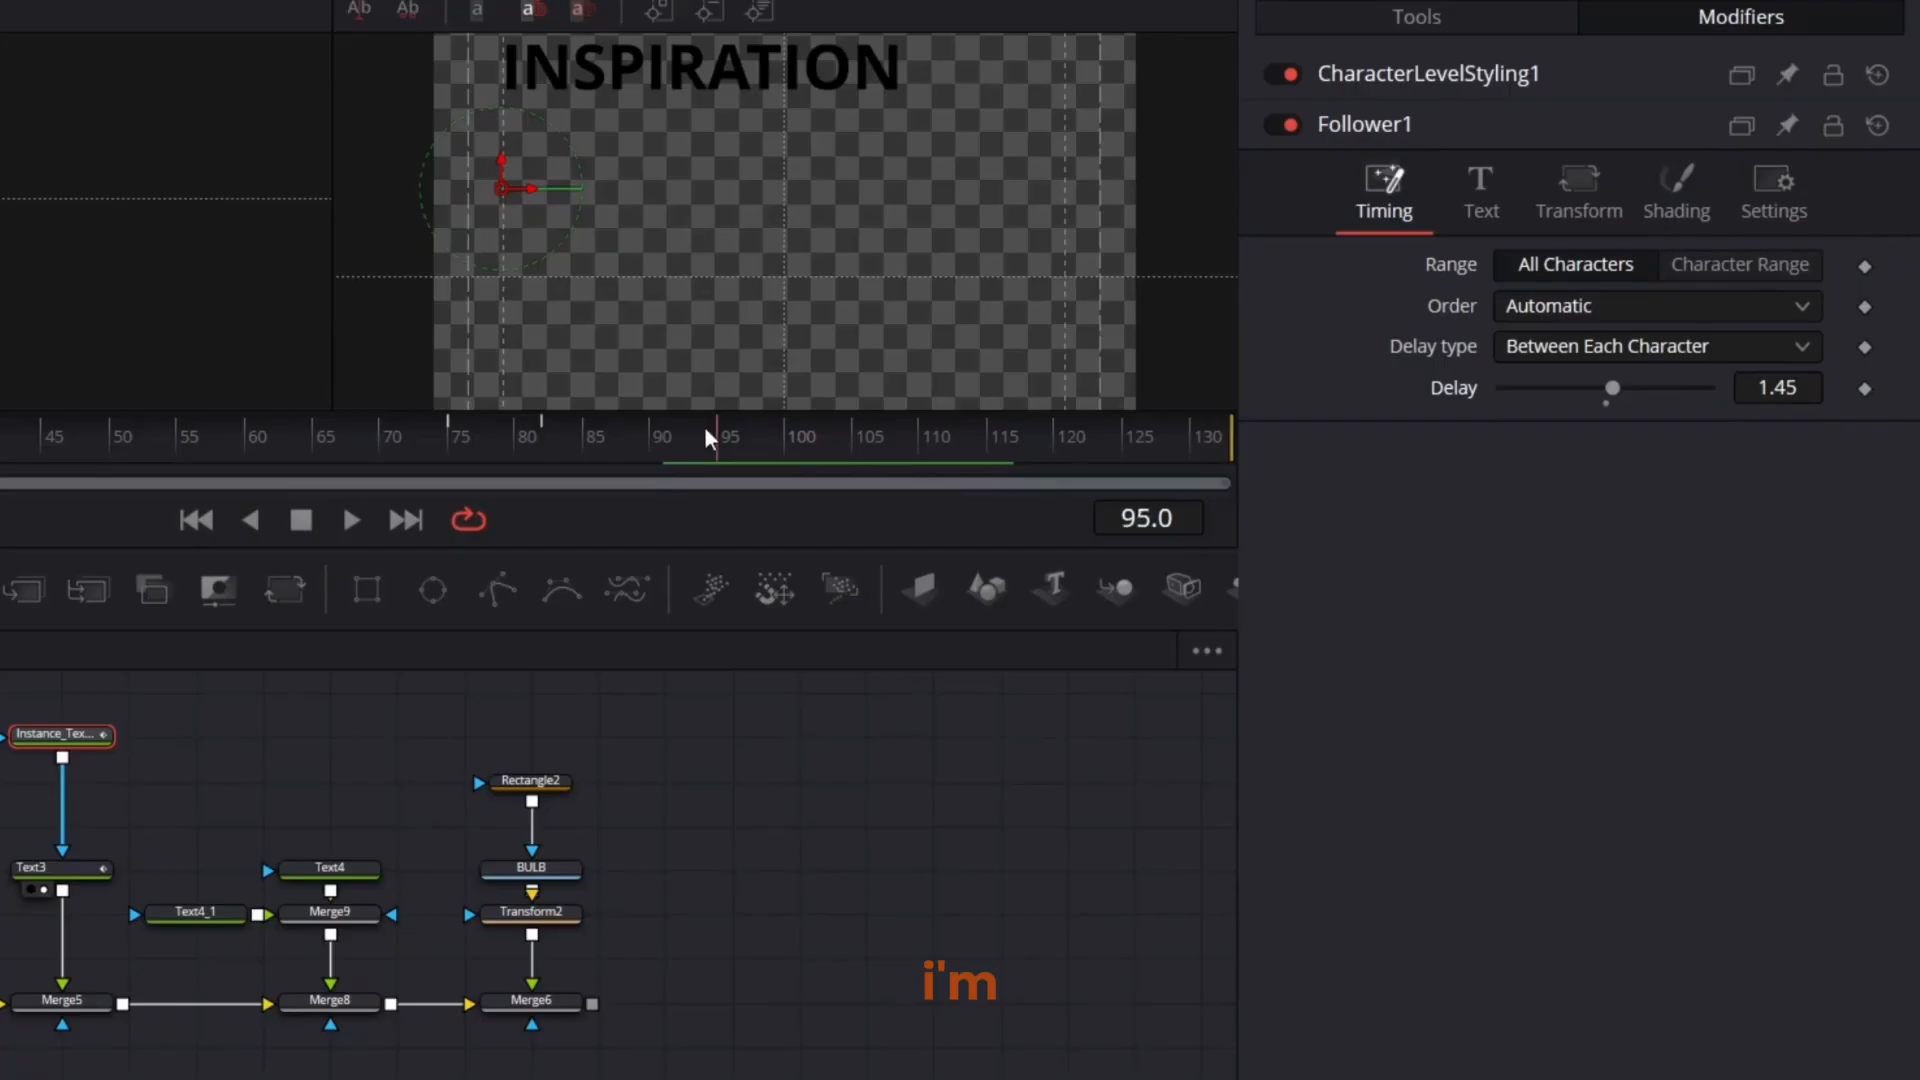 Ab Ab a a a
Tools Modifiers
INSPIRATION
CharacterLevelStyling1
Follower1
Timing Text Transform Shading Settings
Range All Characters Character Range
Order Automatic
Delay type Between Each Character
Delay 1.45
45 50 55 60 65 70 75 80 85 90 95 100 105 110 115 120 125 130
95.0
Instance_Tex...
Rectangle2
Text3 Text4 BULB
Text4_1 Merge9 Transform2
i'm
Merge5 Merge8 Merge6